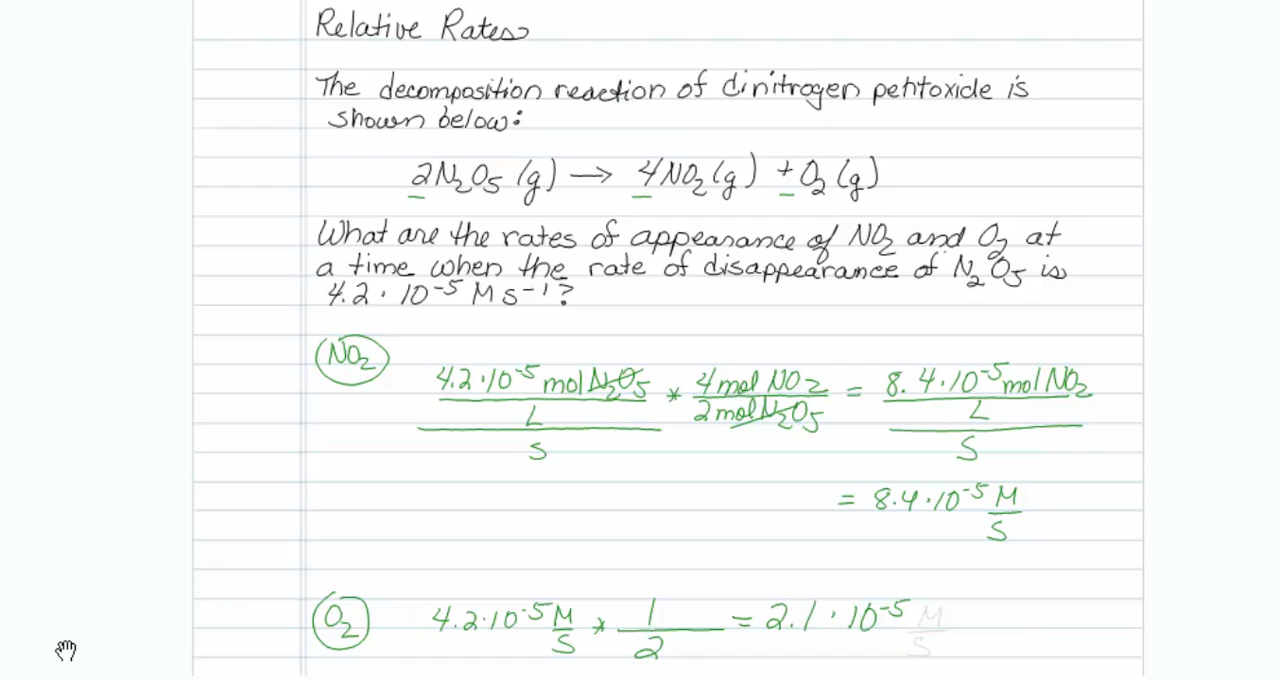 Relative Rates
The decomposition reaction of dinitrogen pentoxide is
shown below:
2N₂O₅ (g) → 4NO₂ (g) + O₂ (g)
What are the rates of appearance of NO₂ and O₂ at
a time when the rate of disappearance of N₂O₅ is
4.2 · 10⁻⁵ M s⁻¹?
NO₂
4.2 · 10⁻⁵ mol N₂O₅ / L / S * 4 mol NO₂ / 2 mol N₂O₅ = 8.4 · 10⁻⁵ mol NO₂ / L / S
= 8.4 · 10⁻⁵ M / S
O₂ 4.2 · 10⁻⁵ M / S * 1 / 2 = 2.1 · 10⁻⁵ M / S